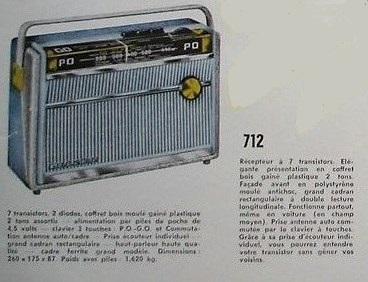 GO
PO
PO
712
Récepteur à 7 transistors. Elé-
gante présentation en coffret
bois gainé plastique 2 tons.
Façade avant en polystyrène
moulé antichoc, grand cadran
rectangulaire à double lecture
longitudinale. Fonctionne partout,
même en voiture (en champ
moyen). Prise antenne auto com-
mutée par le clavier à touches.
Grâce à sa prise d'écouteur indi-
viduel, vous pourrez entendre
votre transistor sans gêner vos
voisins.
7 transistors, 2 diodes, coffret bois moulé gainé plastique
2 tons assortis - alimentation par piles de poche de
4,5 volts - clavier 3 touches : P.O.-G.O. et Commuta-
tion antenne auto/cadre - Prise écouteur individuel -
grand cadran rectangulaire - haut-parleur haute qua-
lité - cadre ferrite grand modèle. Dimensions :
260 x 175 x 87. Poids avec piles : 1,620 kg.